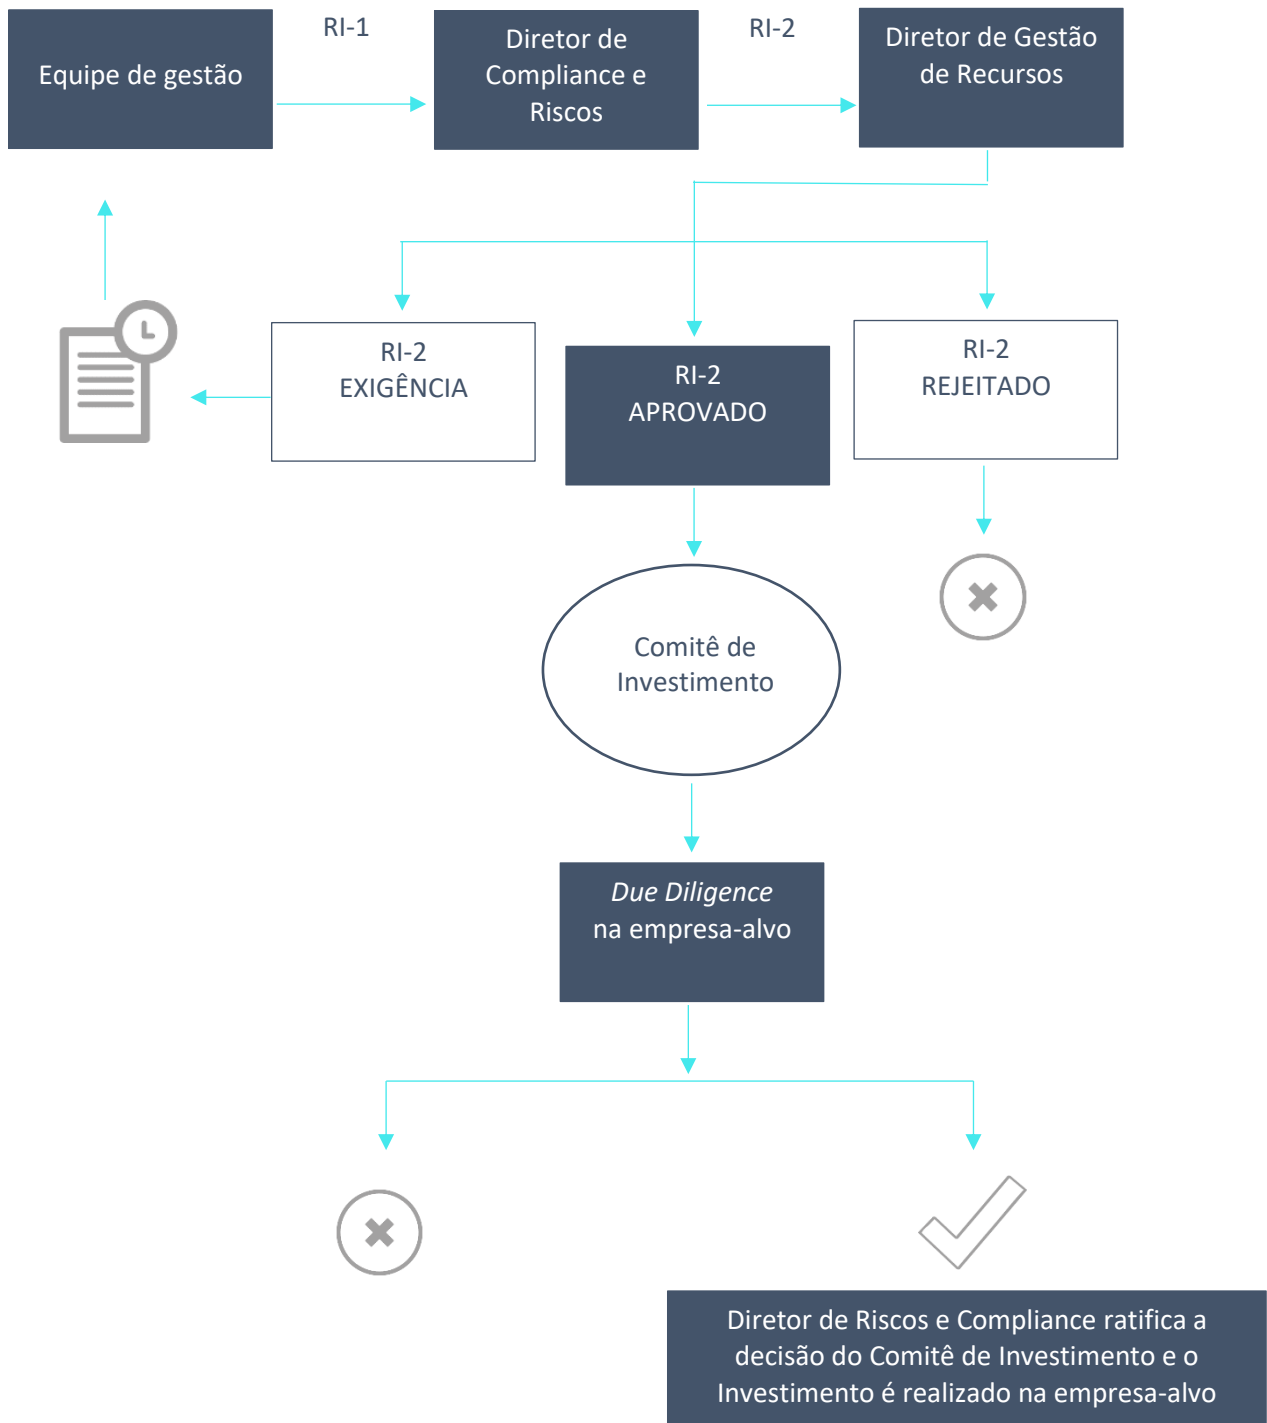 Equipe de gestão
RI-1
Diretor de
Compliance e
Riscos
RI-2
Diretor de Gestão
de Recursos
RI-2
EXIGÊNCIA
RI-2
APROVADO
RI-2
REJEITADO
Comitê de
Investimento
Due Diligence
na empresa-alvo
Diretor de Riscos e Compliance ratifica a
decisão do Comitê de Investimento e o
Investimento é realizado na empresa-alvo